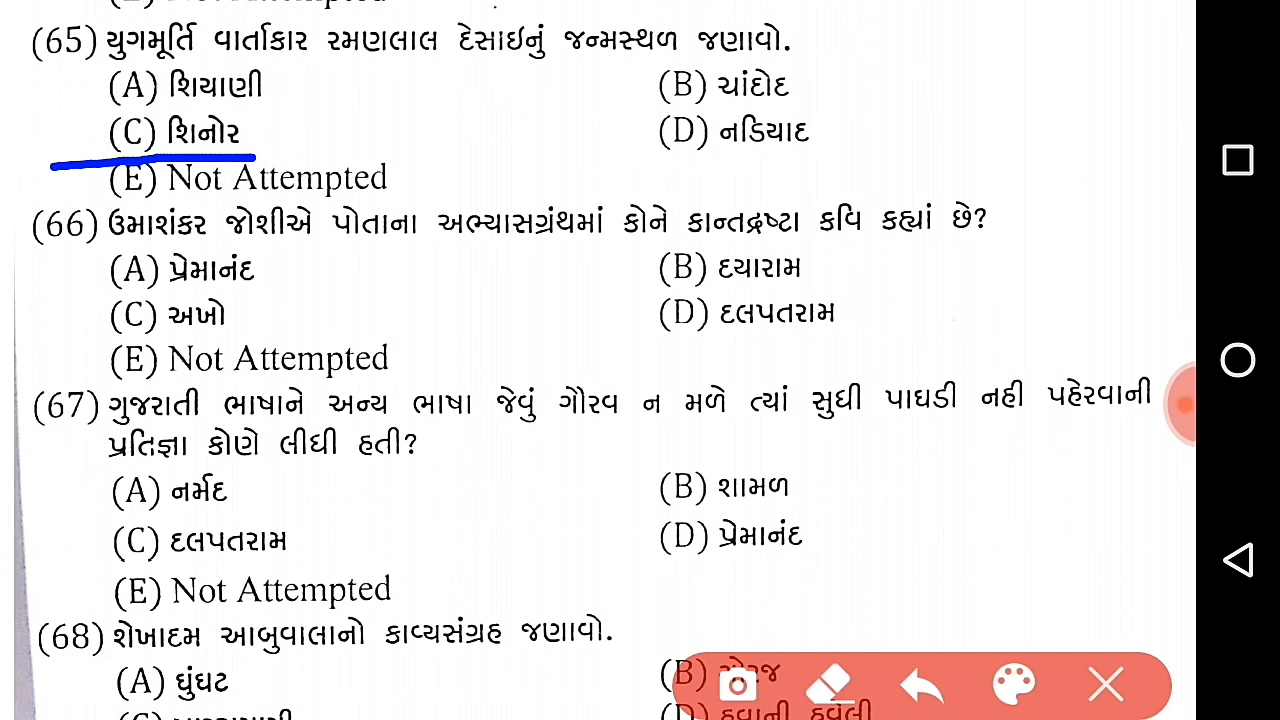 (65) યુગમૂર્તિ વાર્તાકાર રમણલાલ દેસાઈનું જન્મસ્થળ જણાવો.
(A) શિયાણી (B) ચાંદોદ
(C) શિનોર (D) નડિયાદ
(E) Not Attempted
(66) ઉમાશંકર જોશીએ પોતાના અભ્યાસગ્રંથમાં કોને કાન્તદ્રષ્ટા કવિ કહ્યાં છે?
(A) પ્રેમાનંદ (B) દયારામ
(C) અખો (D) દલપતરામ
(E) Not Attempted
(67) ગુજરાતી ભાષાને અન્ય ભાષા જેવું ગૌરવ ન મળે ત્યાં સુધી પાઘડી નહી પહેરવાની
પ્રતિજ્ઞા કોણે લીધી હતી?
(A) નર્મદ (B) શામળ
(C) દલપતરામ (D) પ્રેમાનંદ
(E) Not Attempted
(68) શેખાદમ આબુવાલાનો કાવ્યસંગ્રહ જણાવો.
(A) ઘુંઘટ (B)
(D) હવાની હવેલી